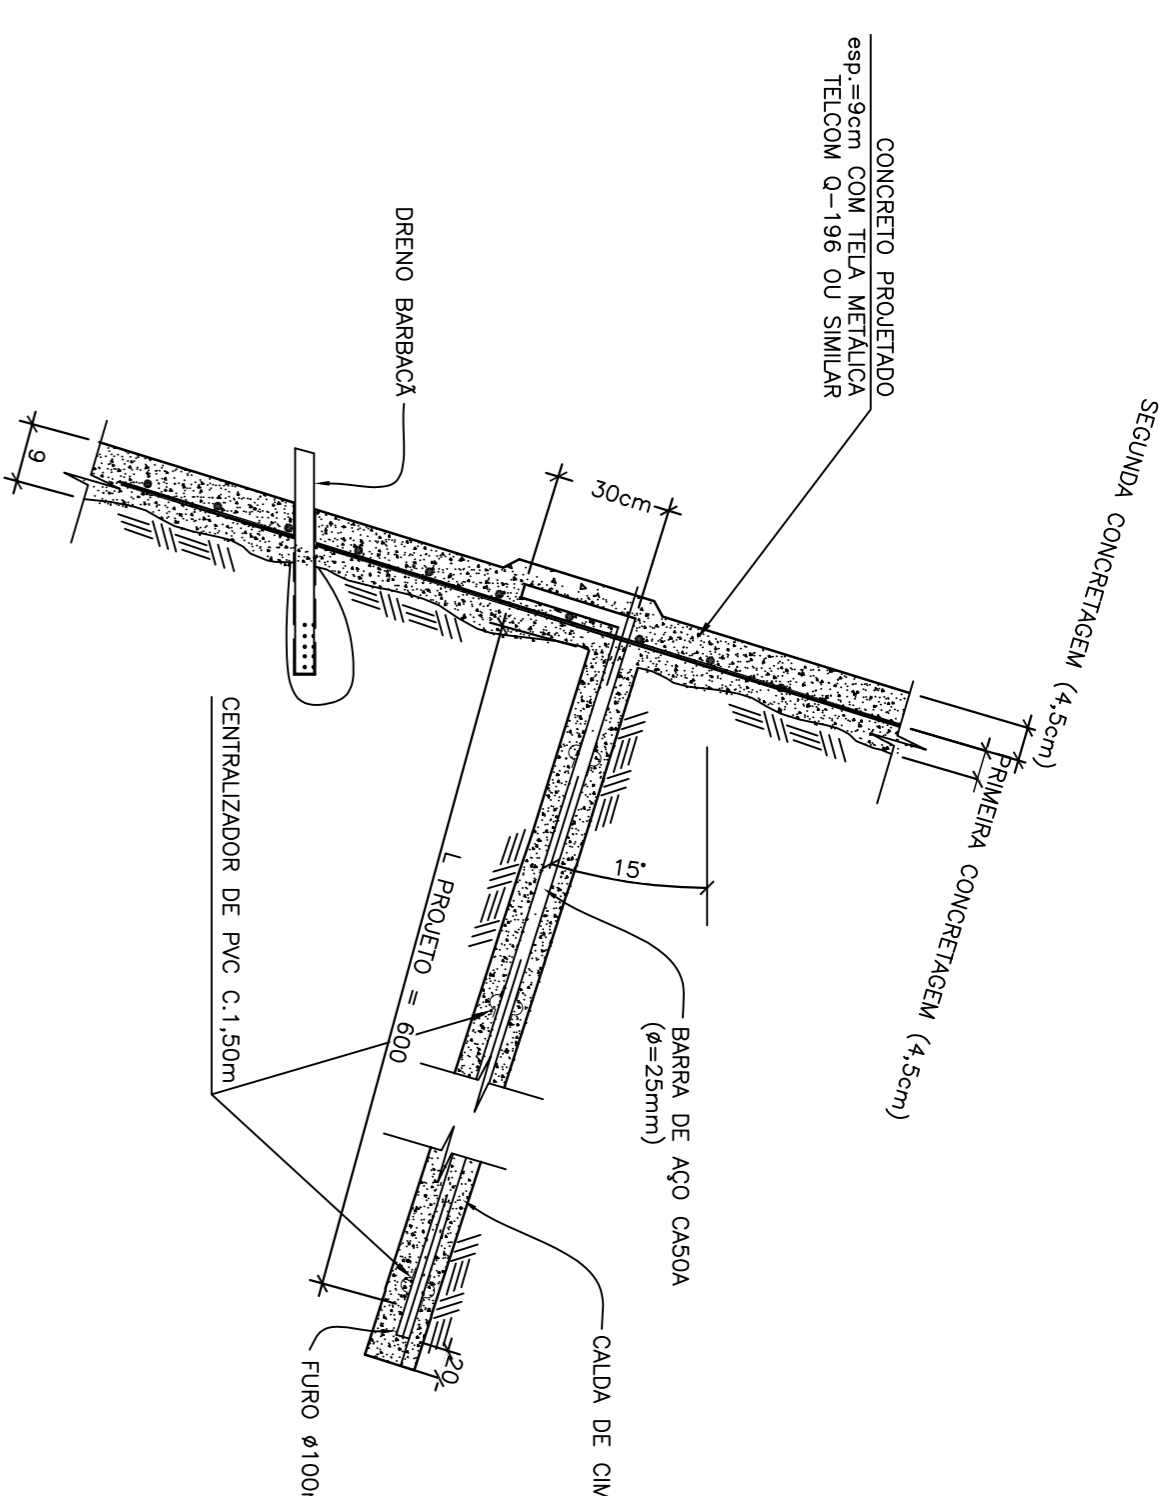 SEGUNDA CONCRETAGEM (4,5cm)
PRIMEIRA CONCRETAGEM (4,5cm)
CONCRETO PROJETADO
esp.=9cm COM TELA METÁLICA
TELCOM Q-196 OU SIMILAR
30cm
15°
BARRA DE AÇO CA50A
(ø=25mm)
CALDA DE CIM
DRENO BARBACÃ
9
L PROJETO = 600
20
FURO ø100
CENTRALIZADOR DE PVC C.1,50m